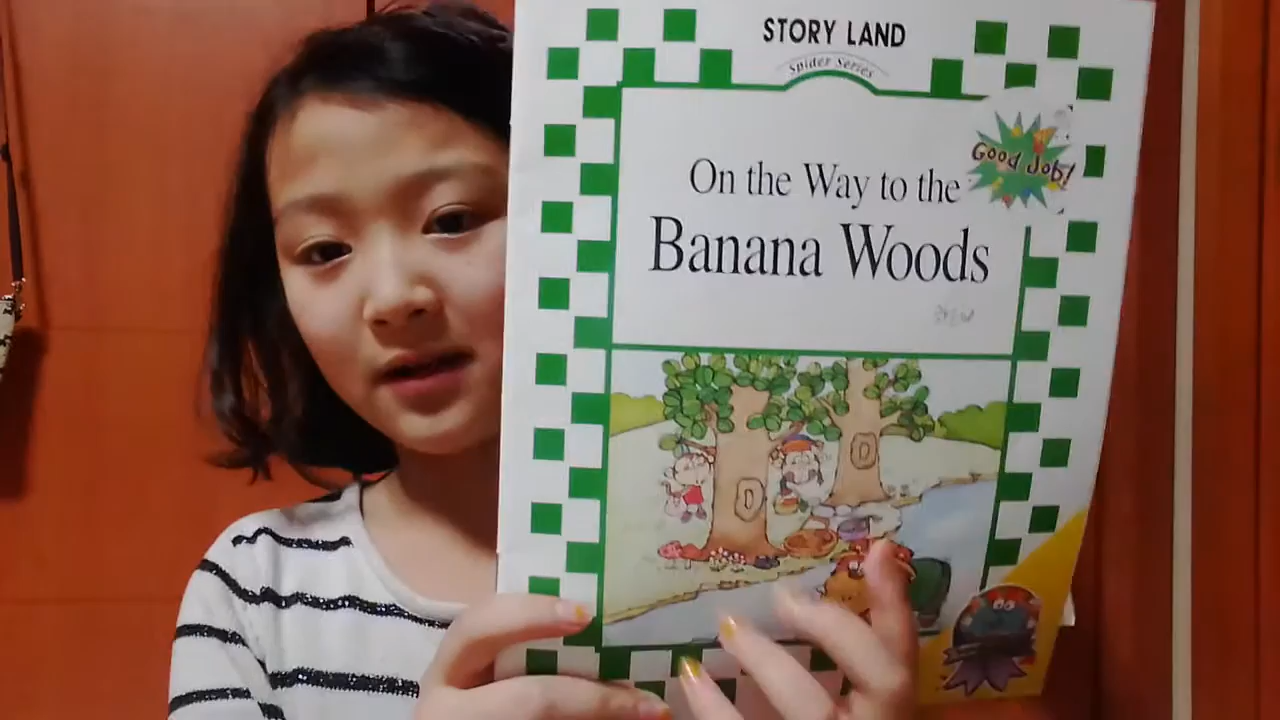 STORY LAND
Spider Series
Good Job!
On the Way to the
Banana Woods